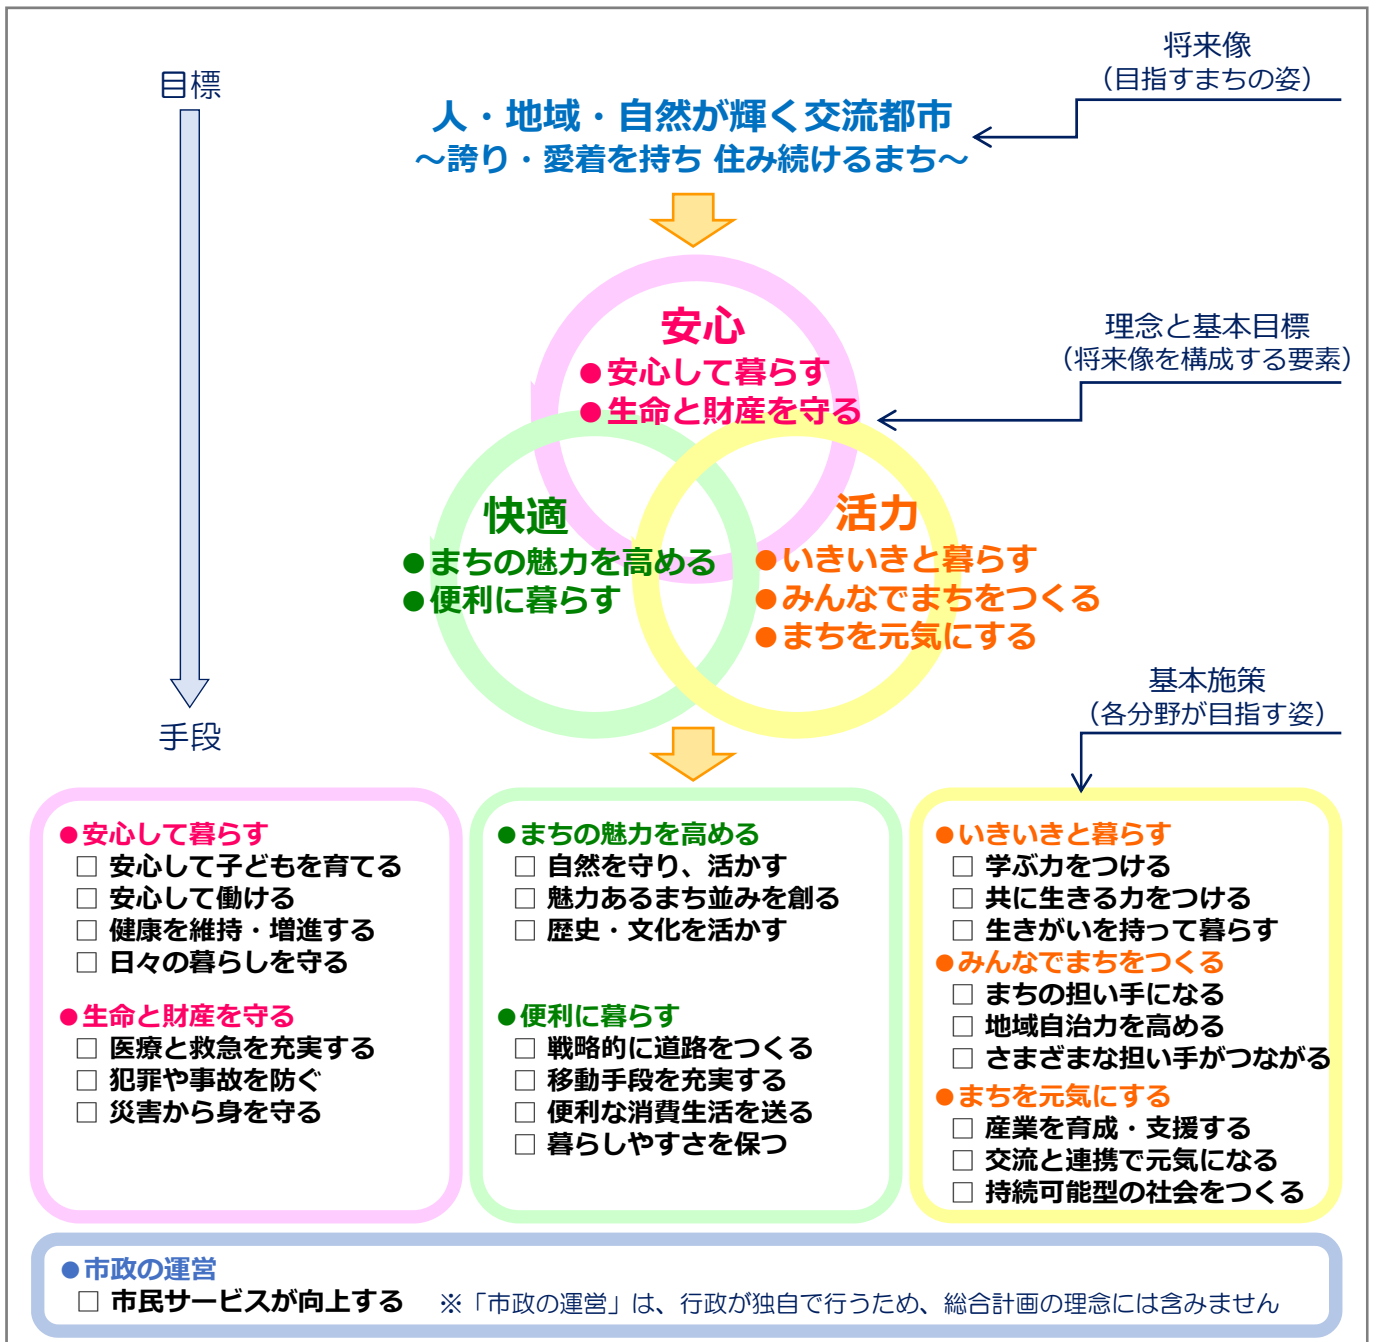 目標
将来像
(目指すまちの姿)
人・地域・自然が輝く交流都市
～誇り・愛着を持ち 住み続けるまち～
安心
●安心して暮らす
●生命と財産を守る
理念と基本目標
(将来像を構成する要素)
快適
●まちの魅力を高める
●便利に暮らす
活力
●いきいきと暮らす
●みんなでまちをつくる
●まちを元気にする
手段
基本施策
(各分野が目指す姿)
●安心して暮らす
□ 安心して子どもを育てる
□ 安心して働ける
□ 健康を維持・増進する
□ 日々の暮らしを守る
●生命と財産を守る
□ 医療と救急を充実する
□ 犯罪や事故を防ぐ
□ 災害から身を守る
●まちの魅力を高める
□ 自然を守り、活かす
□ 魅力あるまち並みを創る
□ 歴史・文化を活かす
●便利に暮らす
□ 戦略的に道路をつくる
□ 移動手段を充実する
□ 便利な消費生活を送る
□ 暮らしやすさを保つ
●いきいきと暮らす
□ 学ぶ力をつける
□ 共に生きる力をつける
□ 生きがいを持って暮らす
●みんなでまちをつくる
□ まちの担い手になる
□ 地域自治力を高める
□ さまざまな担い手がつながる
●まちを元気にする
□ 産業を育成・支援する
□ 交流と連携で元気になる
□ 持続可能型の社会をつくる
●市政の運営
□ 市民サービスが向上する ※「市政の運営」は、行政が独自で行うため、総合計画の理念には含みません